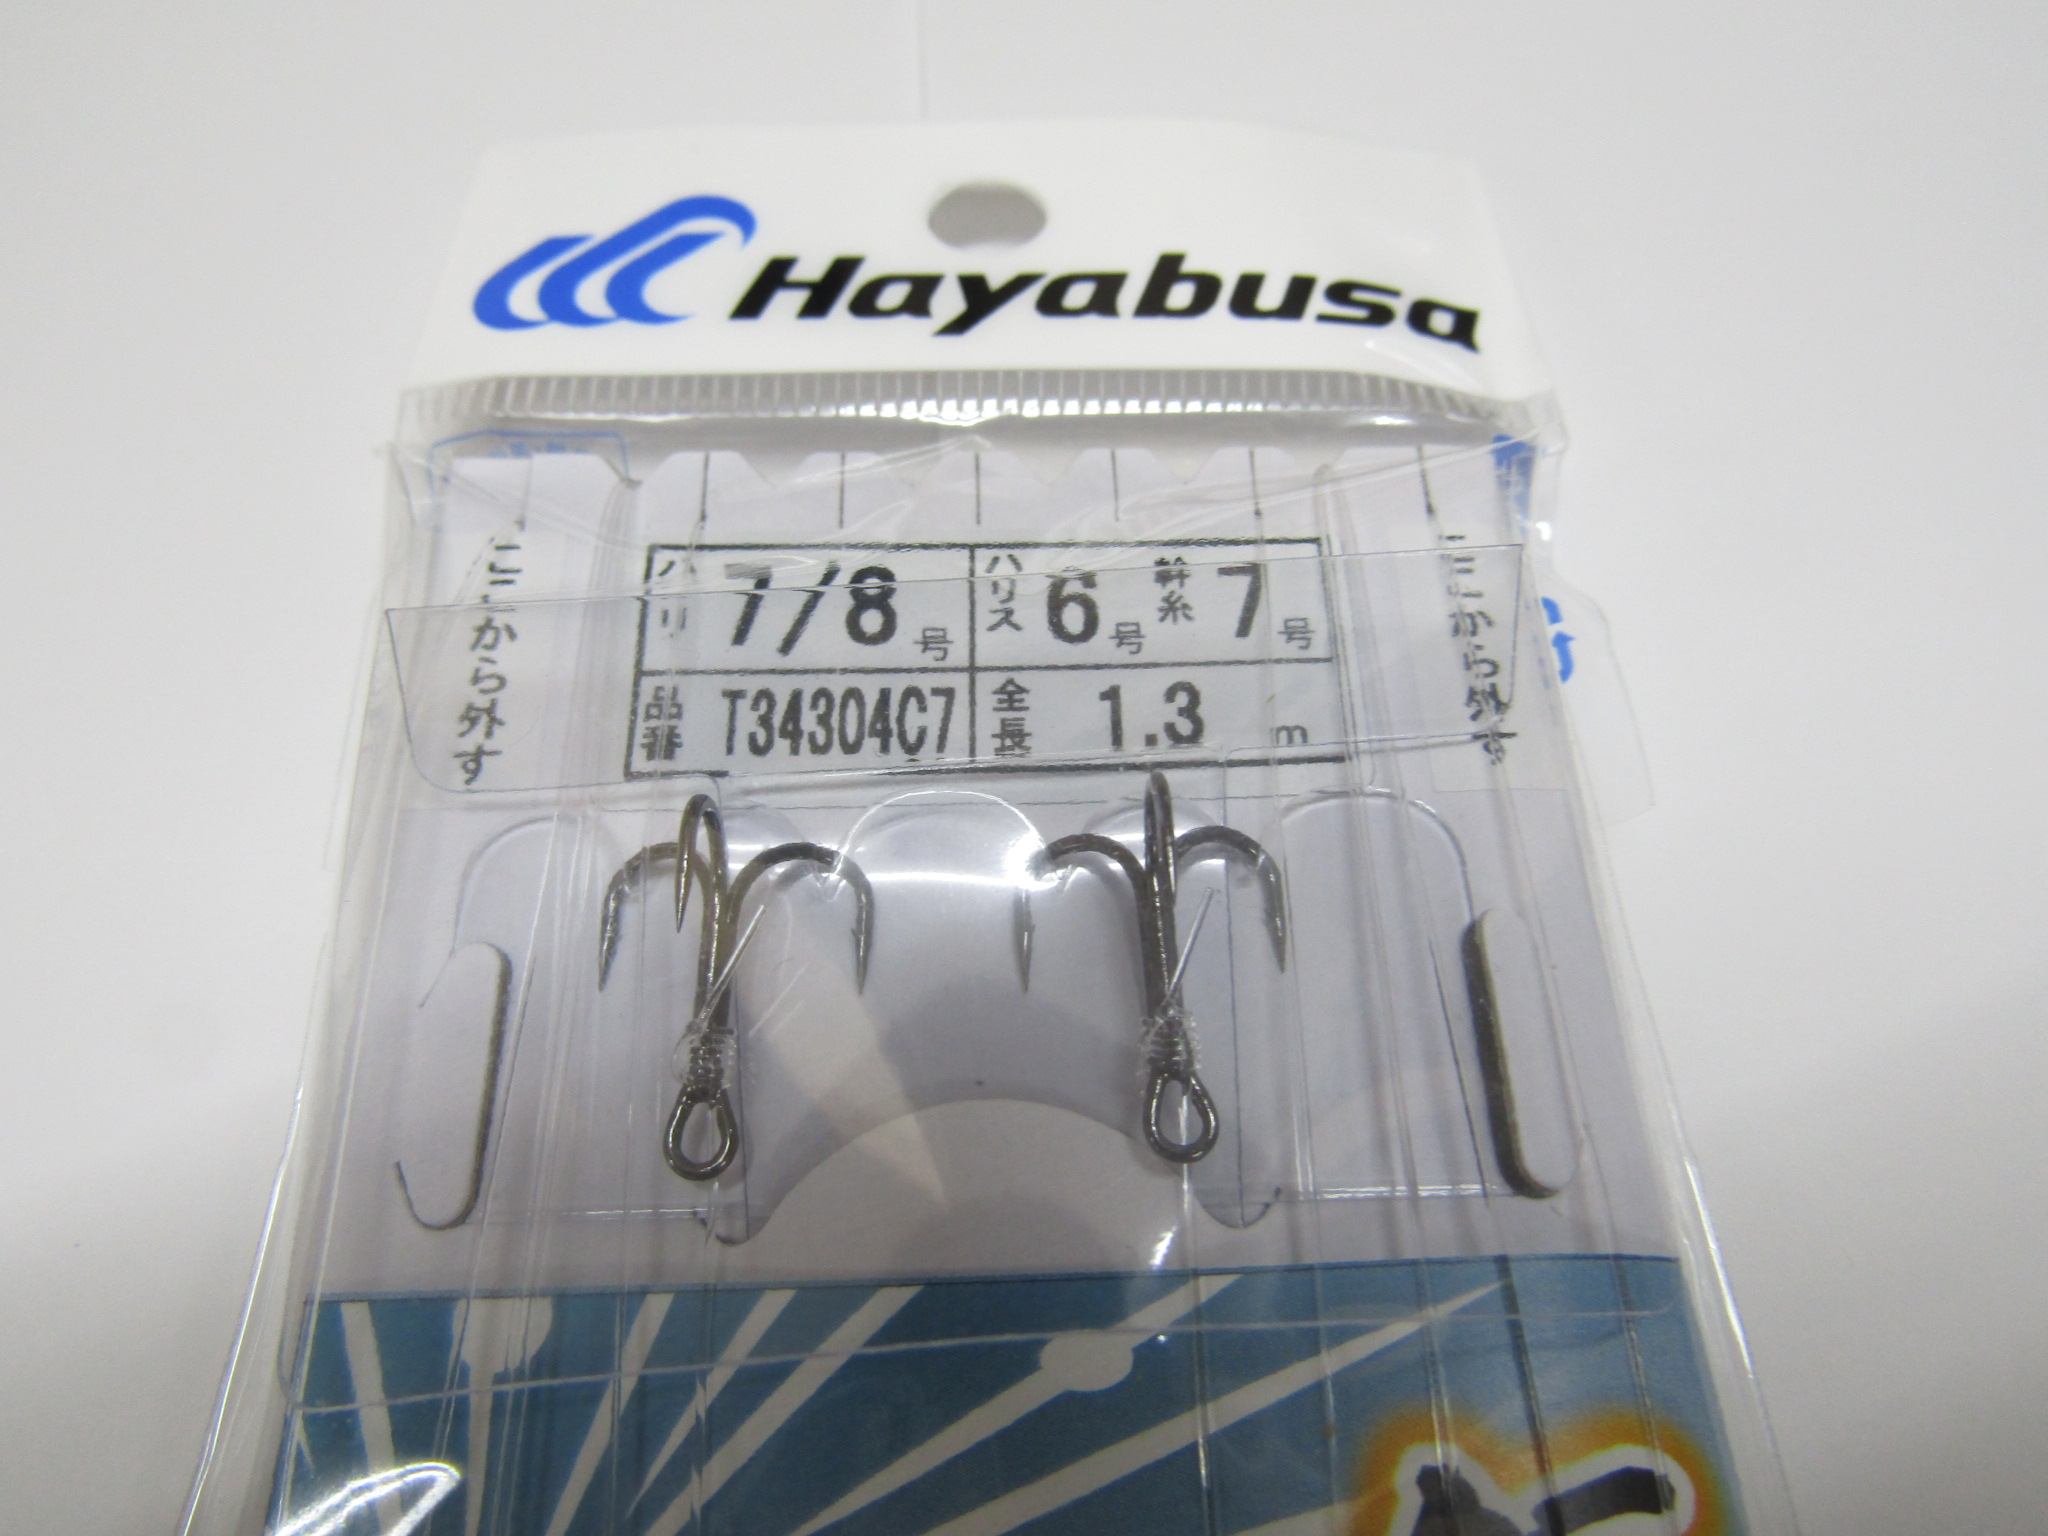 Hayabusa
ハリ 7/8号 ハリス 6号 幹糸 7号
品番 T34304C7 全長 1.3m
ここから外す
ここから外す